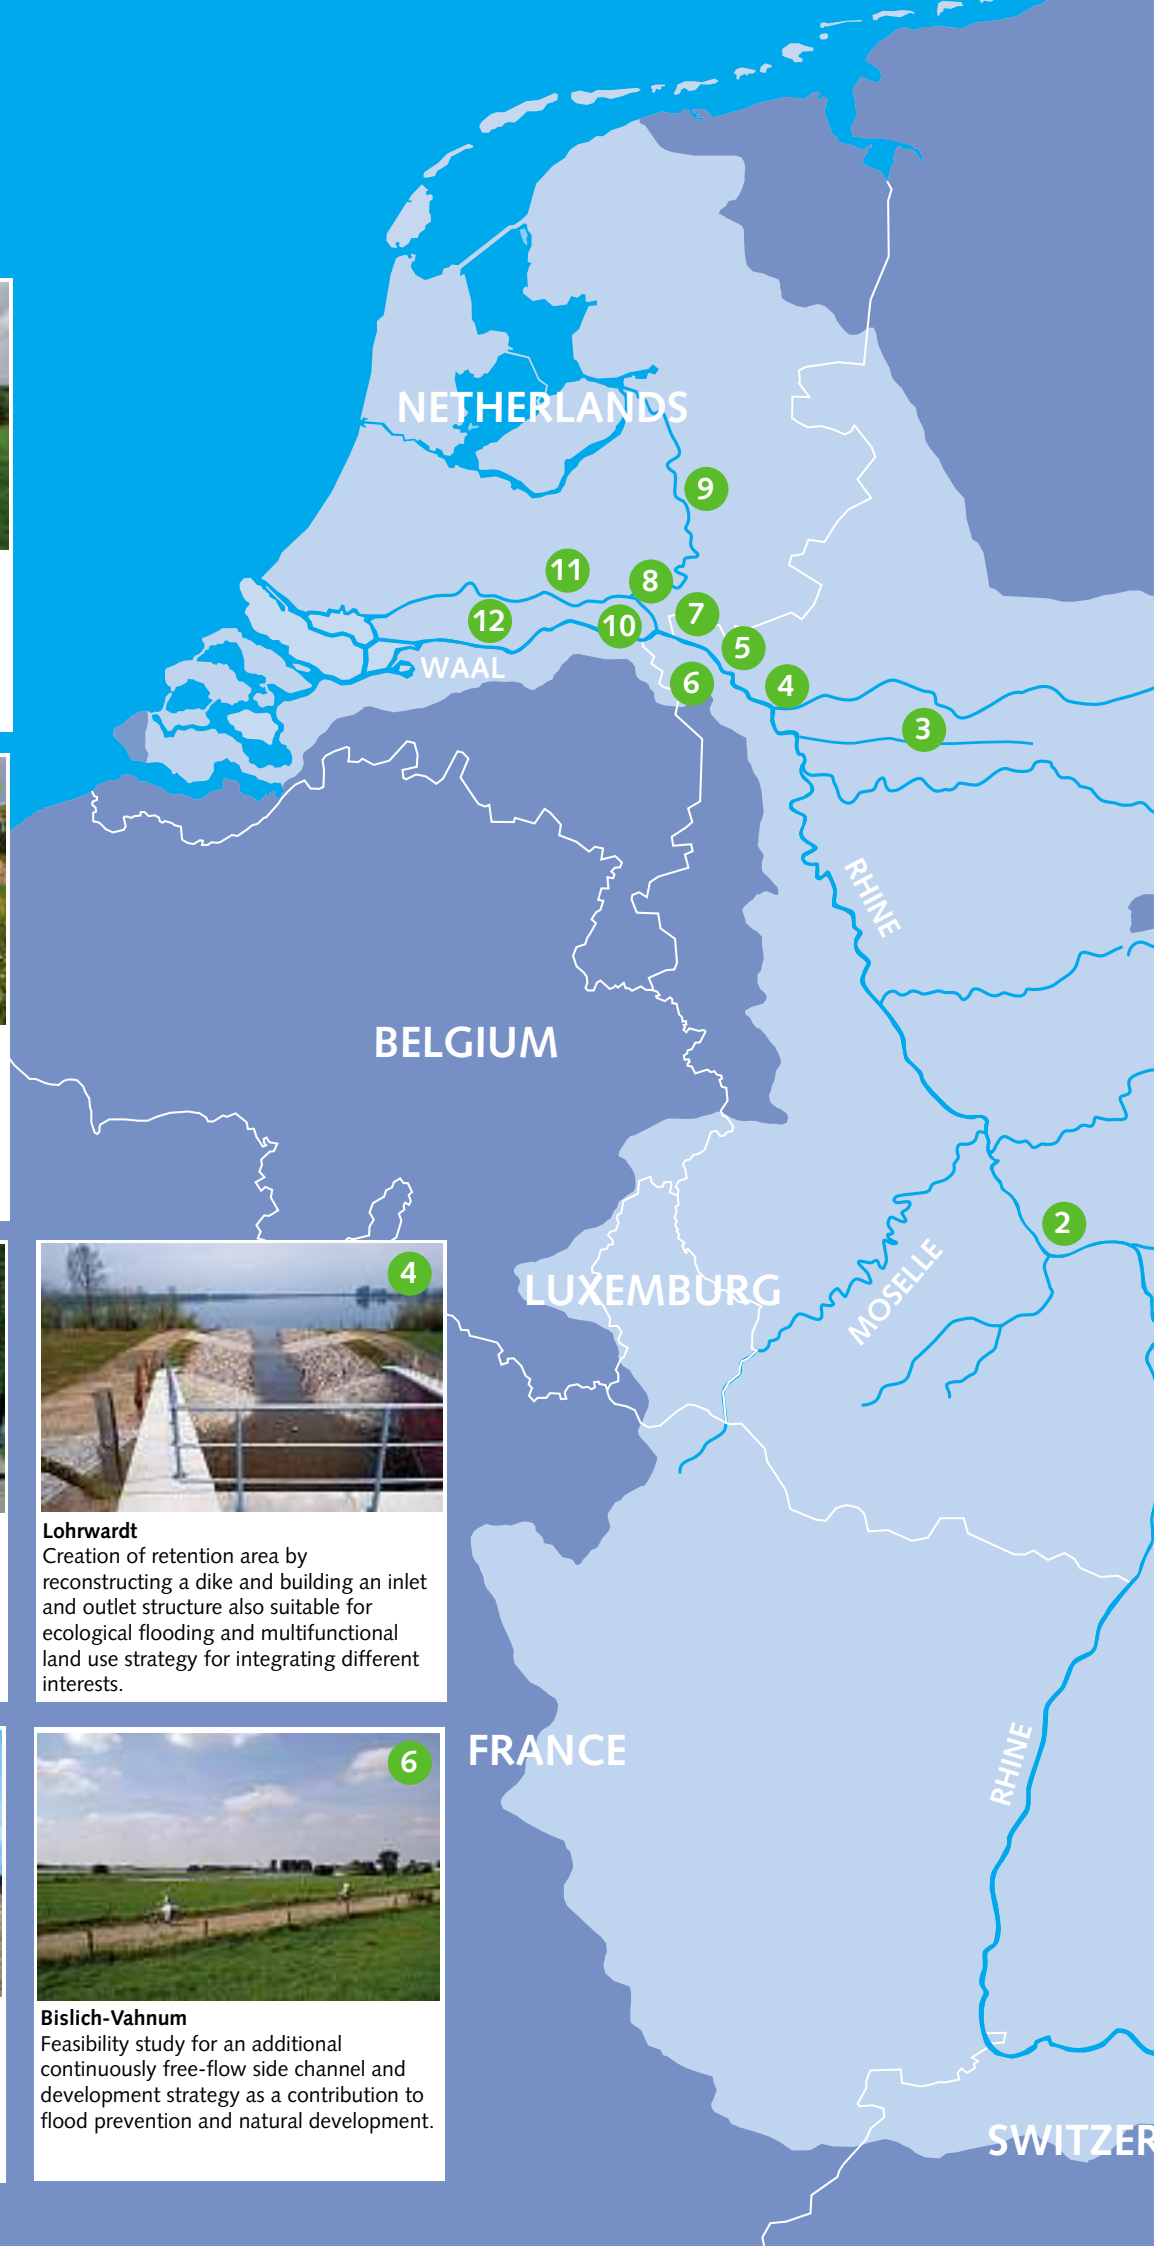 NETHERLANDS
9
11
8
7
12
10
5
WAAL
6
4
3
RHINE
BELGIUM
2
MOSELLE
LUXEMBURG
4
Lohrwardt
Creation of retention area by
reconstructing a dike and building an inlet
and outlet structure also suitable for
ecological flooding and multifunctional
land use strategy for integrating different
interests.
FRANCE
RHINE
6
Bislich-Vahnum
Feasibility study for an additional
continuously free-flow side channel and
development strategy as a contribution to
flood prevention and natural development.
SWITZER